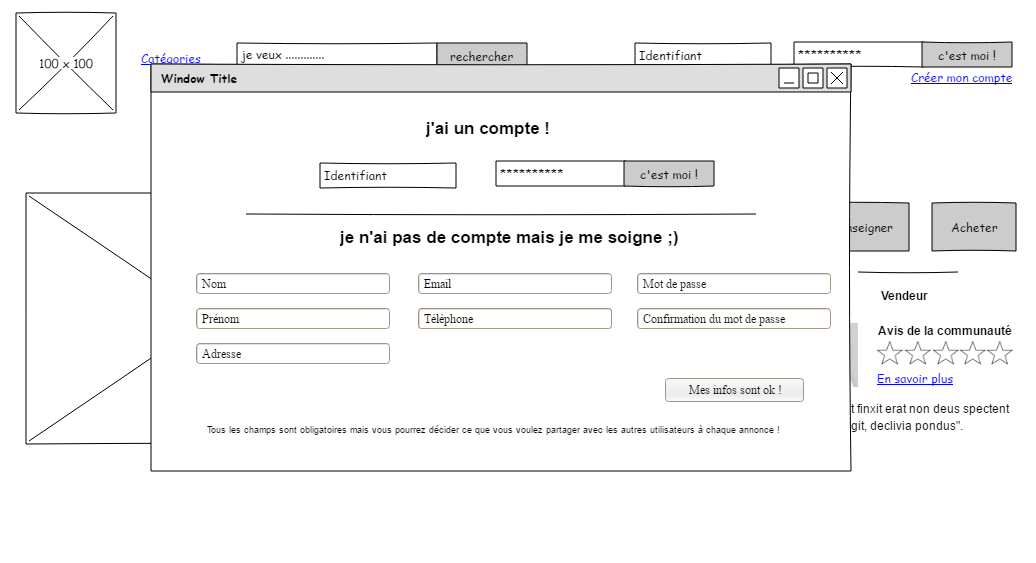 100 x 100
Catégories
je veux .............
rechercher
Identifiant
**********
c'est moi !
Créer mon compte
Window Title
j'ai un compte !
Identifiant
**********
c'est moi !
je n'ai pas de compte mais je me soigne ;)
Nom
Email
Mot de passe
Prénom
Téléphone
Confirmation du mot de passe
Adresse
Mes infos sont ok !
Tous les champs sont obligatoires mais vous pourrez décider ce que vous voulez partager avec les autres utilisateurs à chaque annonce !
seigner
Acheter
Vendeur
Avis de la communauté
En savoir plus
t finxit erat non deus spectent
git, declivia pondus".